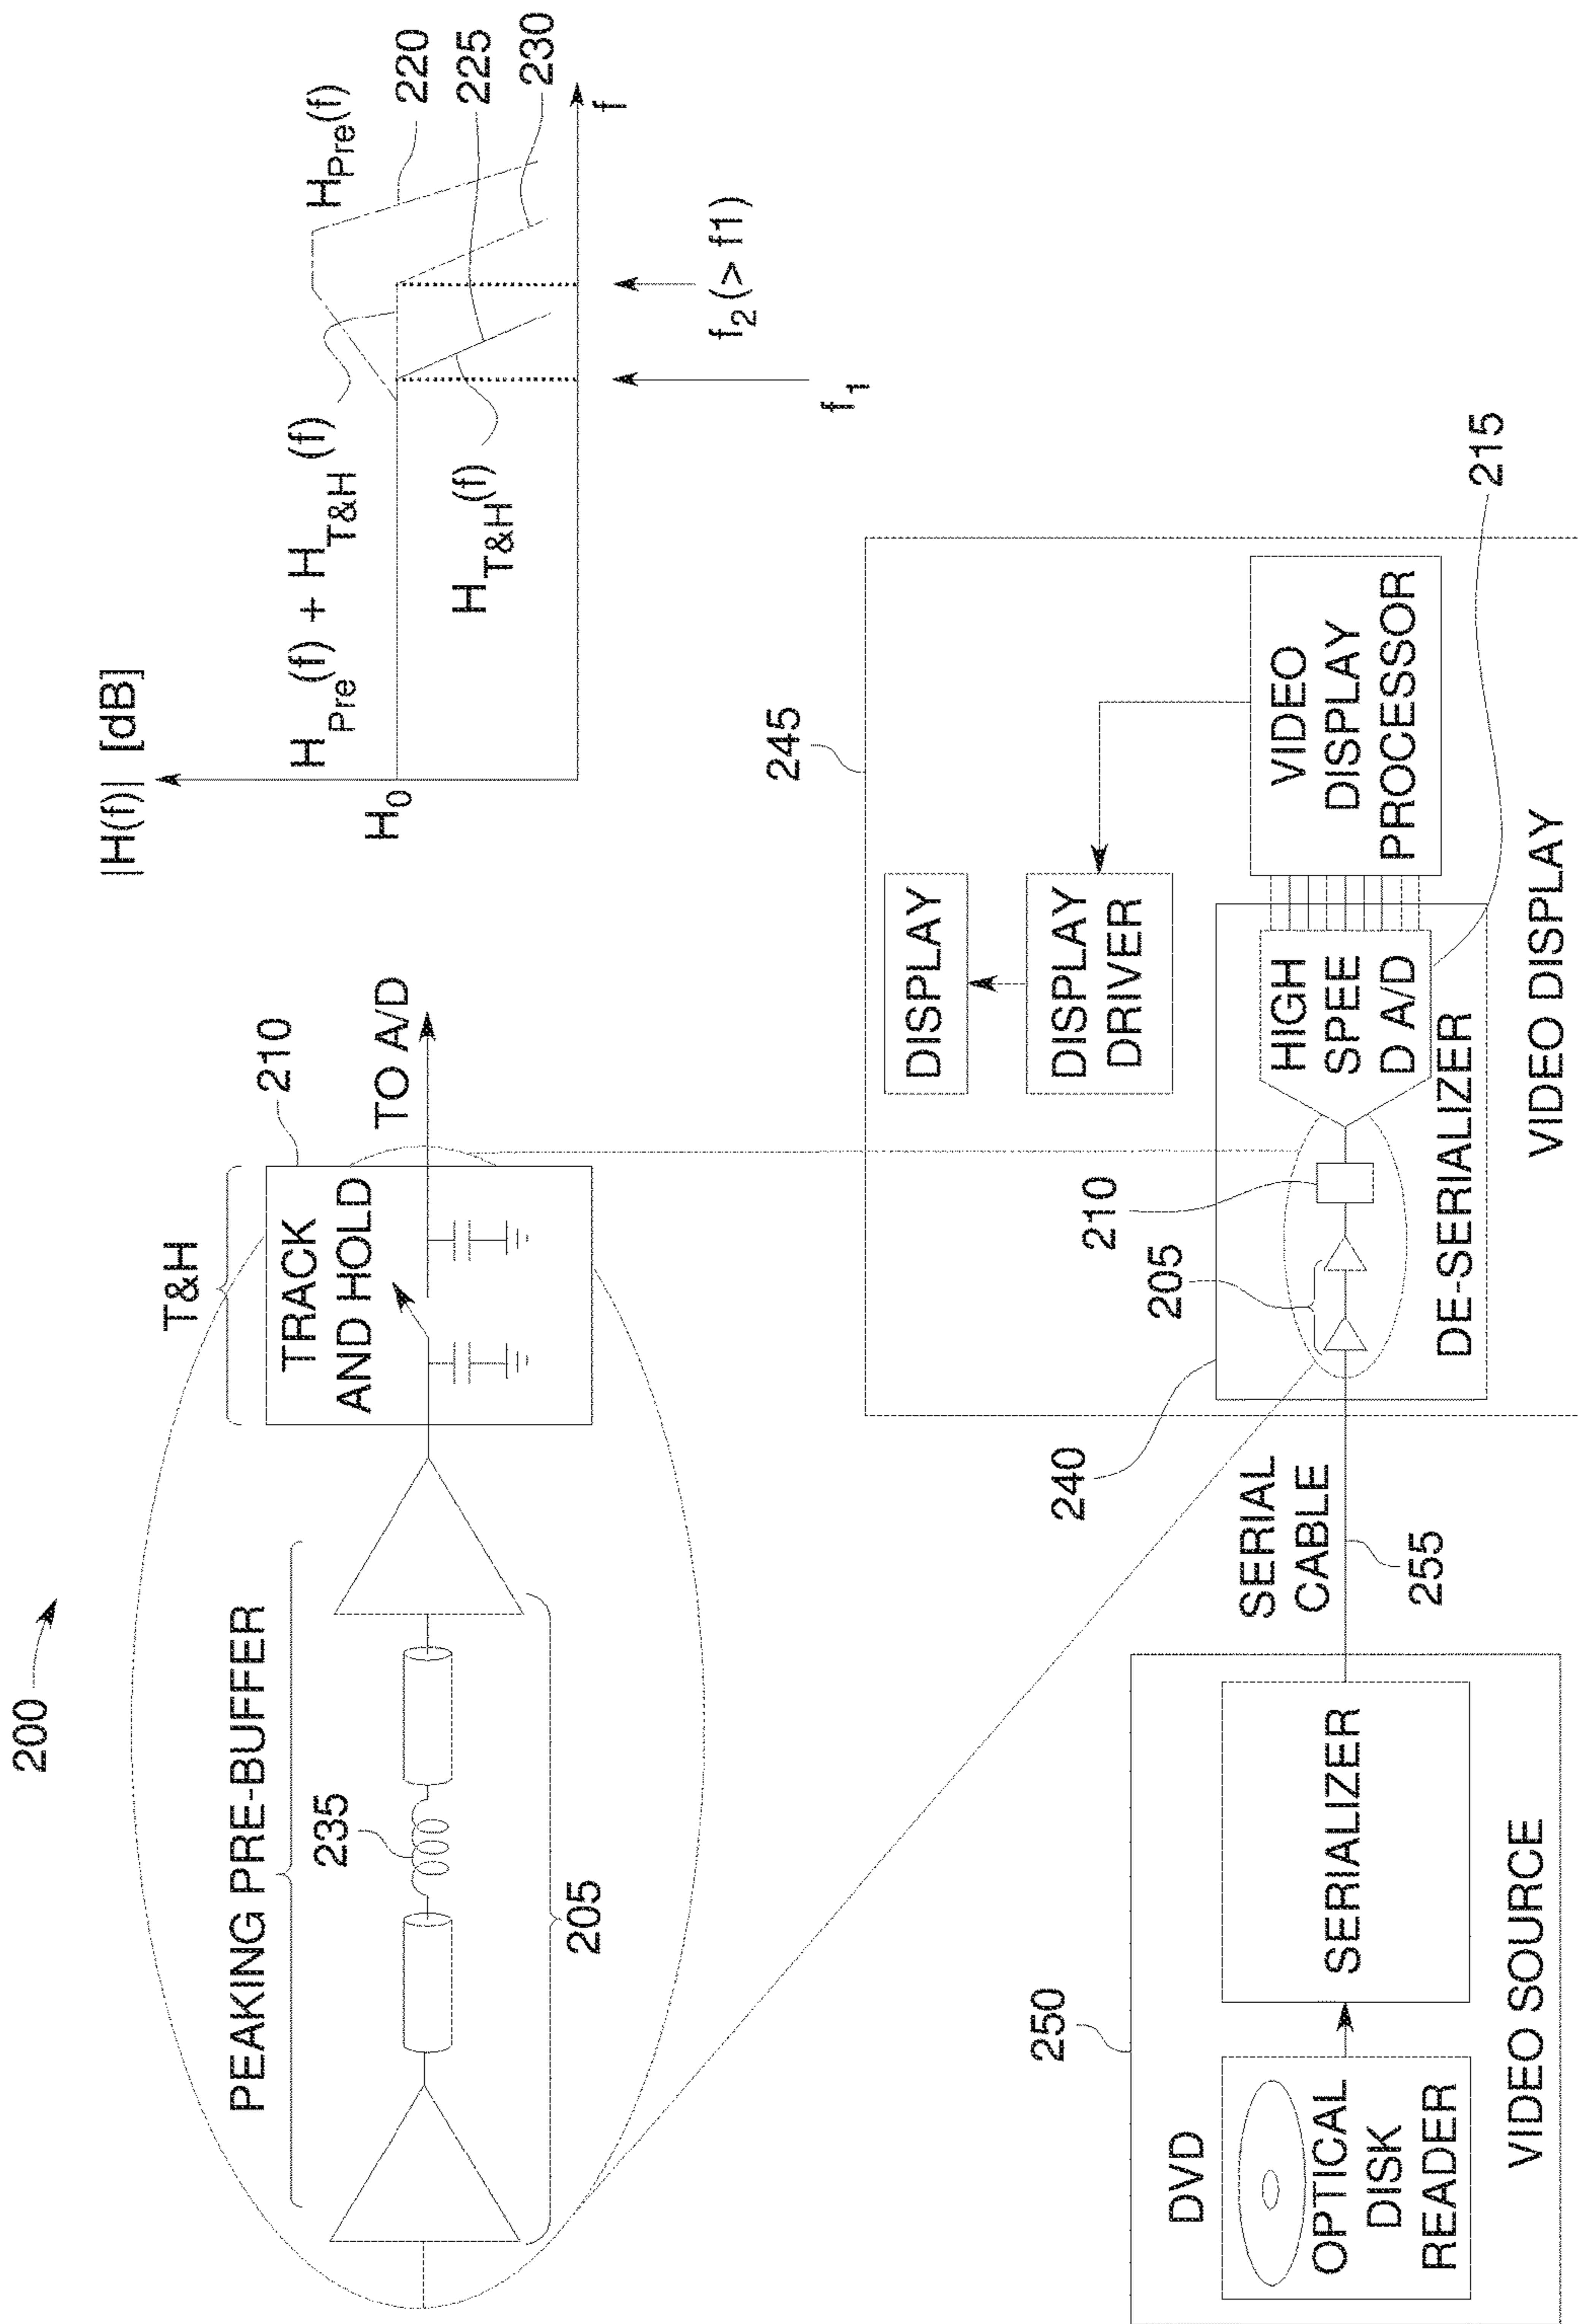 200
PEAKING PRE-BUFFER
235
205
T&H
210
TRACK
AND HOLD
TO A/D
|H(f)| [dB]
H0
HPre(f) + HT&H(f)
HT&H(f)
HPre(f)
220
225
230
f
f1
f2 (> f1)
250
DVD
OPTICAL
DISK
READER
SERIALIZER
VIDEO SOURCE
SERIAL
CABLE
255
240
245
205
210
HIGH
SPEE
D A/D
DE-SERIALIZER
DISPLAY
DISPLAY
DRIVER
VIDEO
DISPLAY
PROCESSOR
215
VIDEO DISPLAY